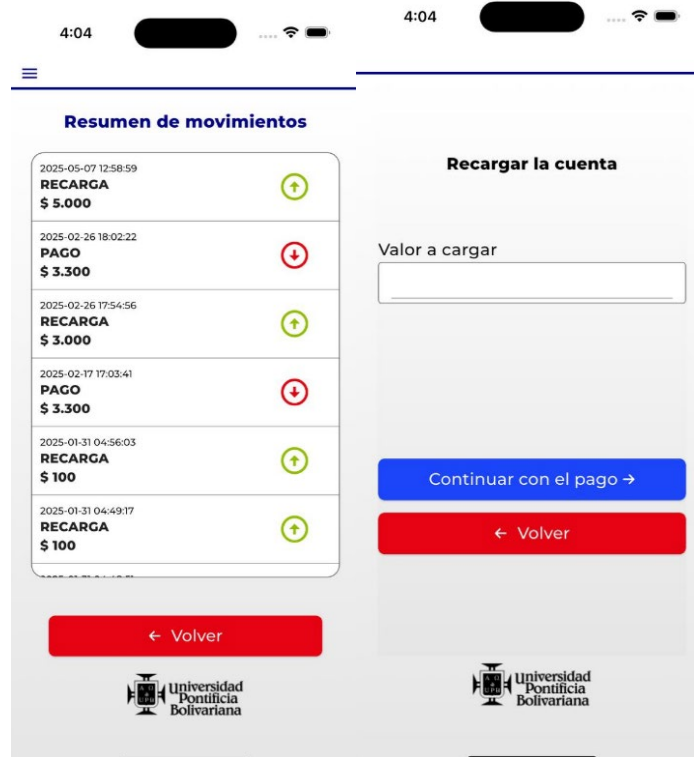 4:04
Resumen de movimientos
2025-05-07 12:58:59
RECARGA
$ 5.000
2025-02-26 18:02:22
PAGO
$ 3.300
2025-02-26 17:54:56
RECARGA
$ 3.000
2025-02-17 17:03:41
PAGO
$ 3.300
2025-01-31 04:56:03
RECARGA
$ 100
2025-01-31 04:49:17
RECARGA
$ 100
← Volver
Universidad
Pontificia
Bolivariana
4:04
Recargar la cuenta
Valor a cargar
Continuar con el pago →
← Volver
Universidad
Pontificia
Bolivariana